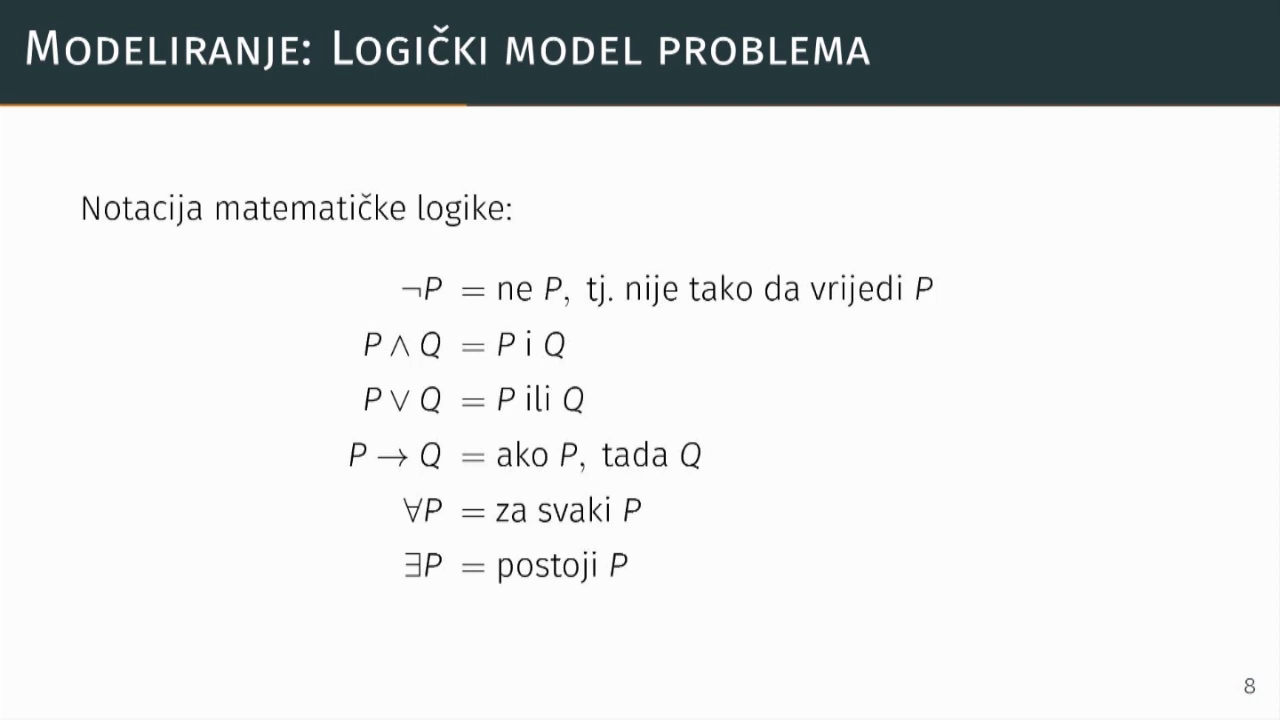 Modeliranje: Logički model problema
Notacija matematičke logike:
¬P = ne P, tj. nije tako da vrijedi P
P ∧ Q = P i Q
P ∨ Q = P ili Q
P → Q = ako P, tada Q
∀P = za svaki P
∃P = postoji P
8